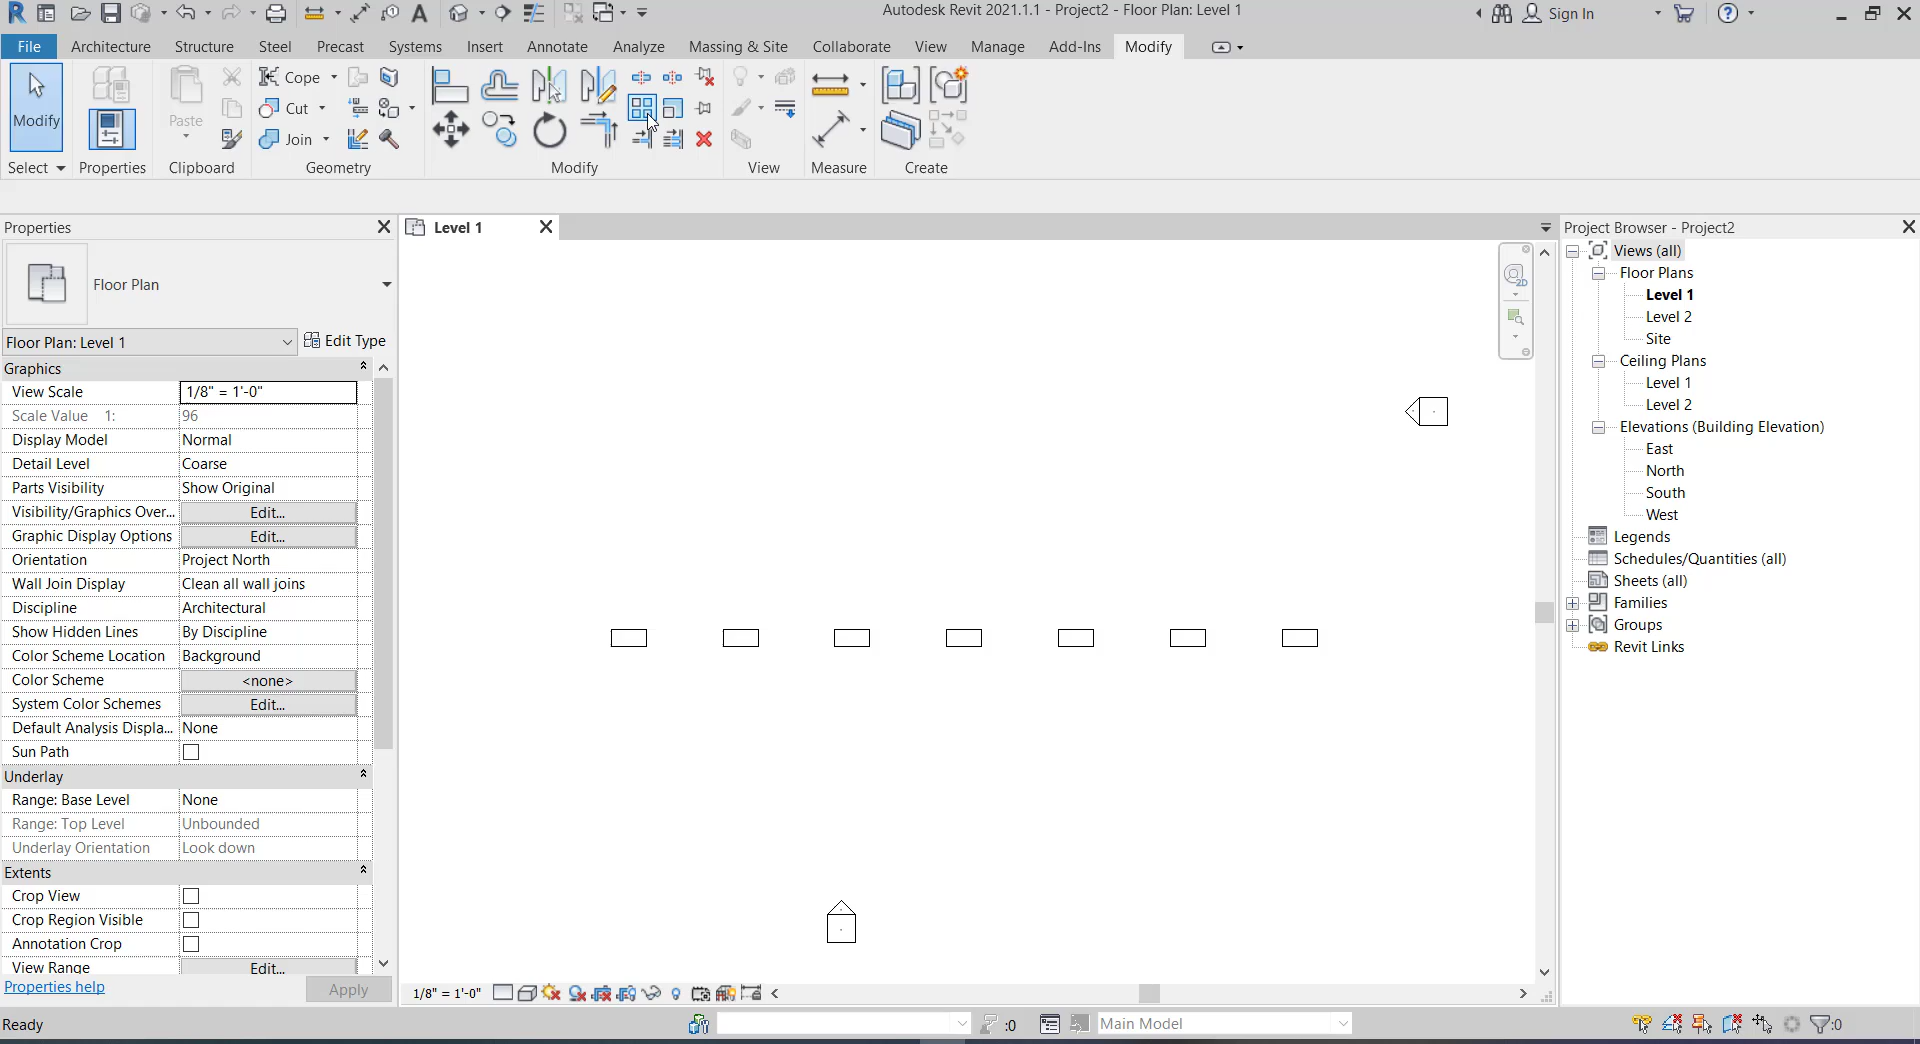 Autodesk Revit 2021.1.1 - Project2 - Floor Plan: Level 1
Sign In
File Architecture Structure Steel Precast Systems Insert Annotate Analyze Massing & Site Collaborate View Manage Add-Ins Modify
Modify
Paste
Cope
Cut
Join
Select Properties Clipboard Geometry Modify View Measure Create
Properties
Floor Plan
Floor Plan: Level 1 Edit Type
Graphics
View Scale 1/8" = 1'-0"
Scale Value 1: 96
Display Model Normal
Detail Level Coarse
Parts Visibility Show Original
Visibility/Graphics Over... Edit...
Graphic Display Options Edit...
Orientation Project North
Wall Join Display Clean all wall joins
Discipline Architectural
Show Hidden Lines By Discipline
Color Scheme Location Background
Color Scheme <none>
System Color Schemes Edit...
Default Analysis Displa... None
Sun Path
Underlay
Range: Base Level None
Range: Top Level Unbounded
Underlay Orientation Look down
Extents
Crop View
Crop Region Visible
Annotation Crop
View Range Edit...
Properties help Apply
Level 1
2D
1/8" = 1'-0"
Project Browser - Project2
Views (all)
Floor Plans
Level 1
Level 2
Site
Ceiling Plans
Level 1
Level 2
Elevations (Building Elevation)
East
North
South
West
Legends
Schedules/Quantities (all)
Sheets (all)
Families
Groups
Revit Links
Ready :0 Main Model :0